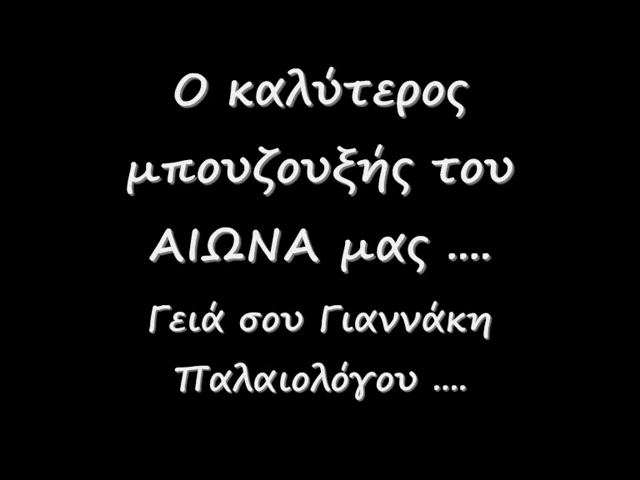 Ο καλύτερος
μπουζουξής του
ΑΙΩΝΑ μας ....
Γειά σου Γιαννάκη
Παλαιολόγου ....